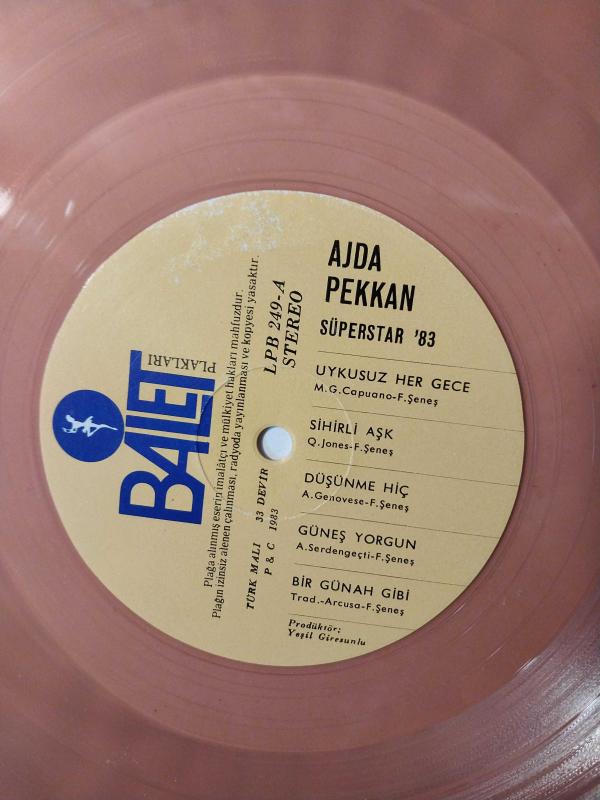 AJDA
PEKKAN
SÜPERSTAR '83
UYKUSUZ HER GECE
M.G.Capuano-F.Şeneş
SİHİRLİ AŞK
Q.Jones-F.Şeneş
DÜŞÜNME HİÇ
A.Genovese-F.Şeneş
GÜNEŞ YORGUN
A.Serdengeçti-F.Şeneş
BİR GÜNAH GİBİ
Trad.-Arcusa-F.Şeneş
Prodüktör:
Yeşil Giresunlu
BALET
PLAKLARI
Plağa alınmış eserin imalâtçı ve mülkiyet hakları mahfuzdur.
Plağın izinsiz alenen çalınması, radyoda yayınlanması ve kopyesi yasaktır.
LPB 249-A
STEREO
TÜRK MALI 33 DEVİR
P & C 1983